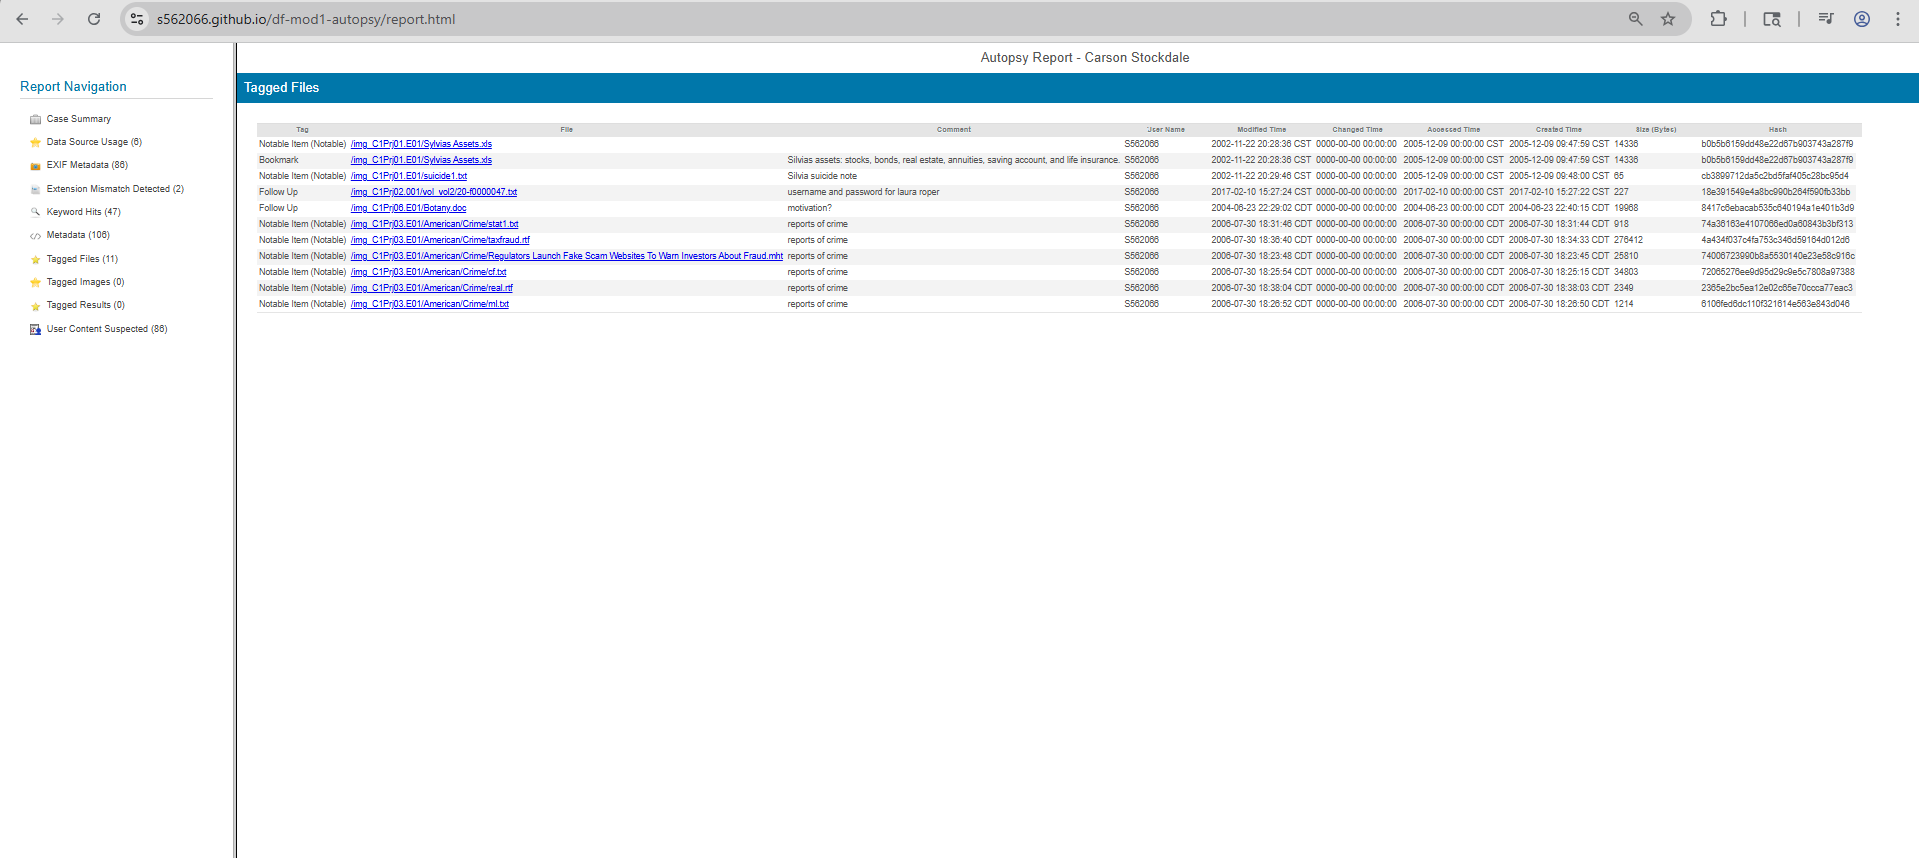 s562066.github.io/df-mod1-autopsy/report.html
Autopsy Report - Carson Stockdale
Report Navigation
Case Summary
Data Source Usage (6)
EXIF Metadata (86)
Extension Mismatch Detected (2)
Keyword Hits (47)
Metadata (106)
Tagged Files (11)
Tagged Images (0)
Tagged Results (0)
User Content Suspected (86)
Tagged Files
Tag File Comment User Name Modified Time Changed Time Accessed Time Created Time Size (Bytes) Hash
Notable Item (Notable) /img_C1Prj01.E01/Sylvias Assets.xls S562066 2002-11-22 20:28:36 CST 0000-00-00 00:00:00 2005-12-09 00:00:00 CST 2005-12-09 09:47:59 CST 14336 b0b5b6159dd48e22d67b903743a287f9
Bookmark /img_C1Prj01.E01/Sylvias Assets.xls Silvias assets: stocks, bonds, real estate, annuities, saving account, and life insurance. S562066 2002-11-22 20:28:36 CST 0000-00-00 00:00:00 2005-12-09 00:00:00 CST 2005-12-09 09:47:59 CST 14336 b0b5b6159dd48e22d67b903743a287f9
Notable Item (Notable) /img_C1Prj01.E01/suicide1.txt Silvia suicide note S562066 2002-11-22 20:29:46 CST 0000-00-00 00:00:00 2005-12-09 00:00:00 CST 2005-12-09 09:48:00 CST 65 cb3899712da5c2bd5faf405c28bc95d4
Follow Up /img_C1Prj02.001/vol_vol2/20-f0000047.txt username and password for laura roper S562066 2017-02-10 15:27:24 CST 0000-00-00 00:00:00 2017-02-10 00:00:00 CST 2017-02-10 15:27:22 CST 227 18e391549e4a8bc990b264f590fb33bb
Follow Up /img_C1Prj06.E01/Botany.doc motivation? S562066 2004-06-23 22:29:02 CDT 0000-00-00 00:00:00 2004-06-23 00:00:00 CDT 2004-06-23 22:40:15 CDT 19968 8417c6ebacab535c640194a1e401b3d9
Notable Item (Notable) /img_C1Prj03.E01/American/Crime/stat1.txt reports of crime S562066 2006-07-30 18:31:46 CDT 0000-00-00 00:00:00 2006-07-30 00:00:00 CDT 2006-07-30 18:31:44 CDT 918 74a36163e4107066ed0a60843b3bf313
Notable Item (Notable) /img_C1Prj03.E01/American/Crime/taxfraud.rtf reports of crime S562066 2006-07-30 18:36:40 CDT 0000-00-00 00:00:00 2006-07-30 00:00:00 CDT 2006-07-30 18:34:33 CDT 276412 4a434f037c4fa753c346d59164d012d6
Notable Item (Notable) /img_C1Prj03.E01/American/Crime/Regulators Launch Fake Scam Websites To Warn Investors About Fraud.mht reports of crime S562066 2006-07-30 18:23:48 CDT 0000-00-00 00:00:00 2006-07-30 00:00:00 CDT 2006-07-30 18:23:45 CDT 25810 74006723990b8a5530140e23e58c916c
Notable Item (Notable) /img_C1Prj03.E01/American/Crime/cf.txt reports of crime S562066 2006-07-30 18:25:54 CDT 0000-00-00 00:00:00 2006-07-30 00:00:00 CDT 2006-07-30 18:25:15 CDT 34803 72065276ee9d95d29c9e5c7808a97388
Notable Item (Notable) /img_C1Prj03.E01/American/Crime/real.rtf reports of crime S562066 2006-07-30 18:38:04 CDT 0000-00-00 00:00:00 2006-07-30 00:00:00 CDT 2006-07-30 18:38:03 CDT 2349 2365e2bc5ea12e02c65e70ccca77eac3
Notable Item (Notable) /img_C1Prj03.E01/American/Crime/ml.txt reports of crime S562066 2006-07-30 18:26:52 CDT 0000-00-00 00:00:00 2006-07-30 00:00:00 CDT 2006-07-30 18:26:50 CDT 1214 6106fed6dc110f321614e563e843d046